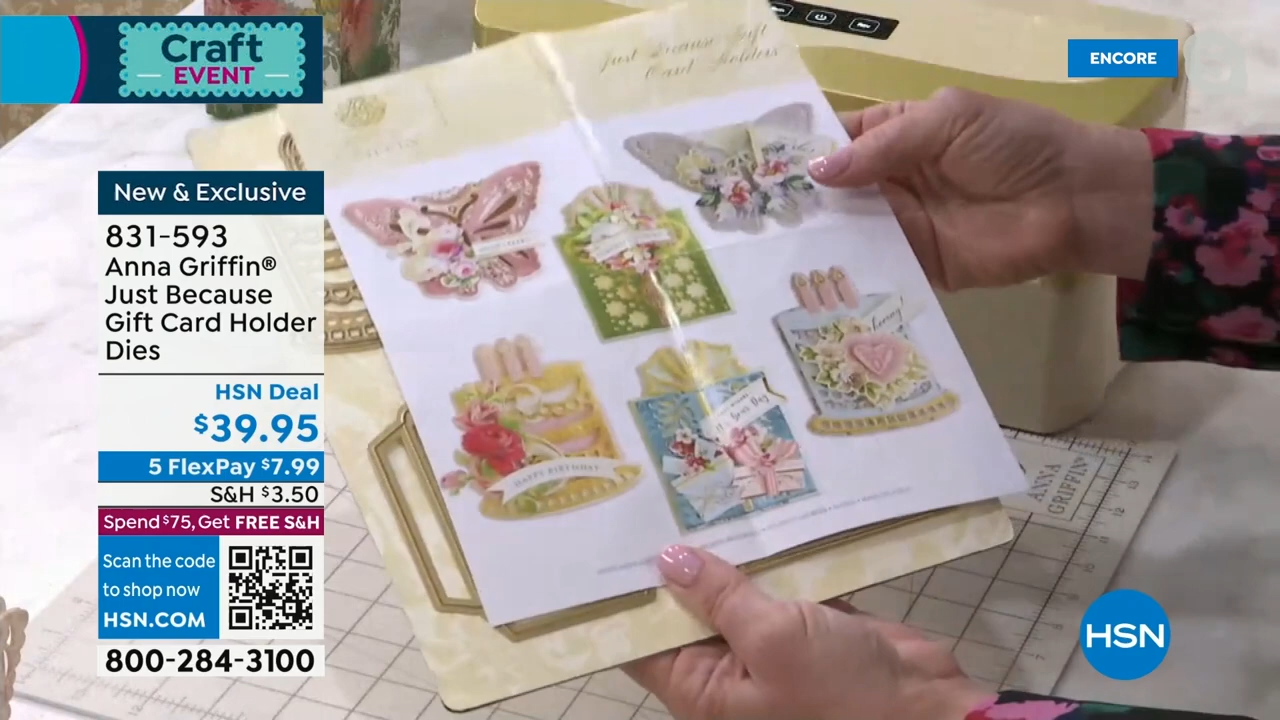 Craft
EVENT
ENCORE
New & Exclusive
831-593
Anna Griffin®
Just Because
Gift Card Holder
Dies
HSN Deal
$39.95
5 FlexPay $7.99
S&H $3.50
Spend $75, Get FREE S&H
Scan the code
to shop now
HSN.COM
800-284-3100
Just Because Gift
Card Holders
HAPPY BIRTHDAY
ANNA
GRIFFIN®
HSN